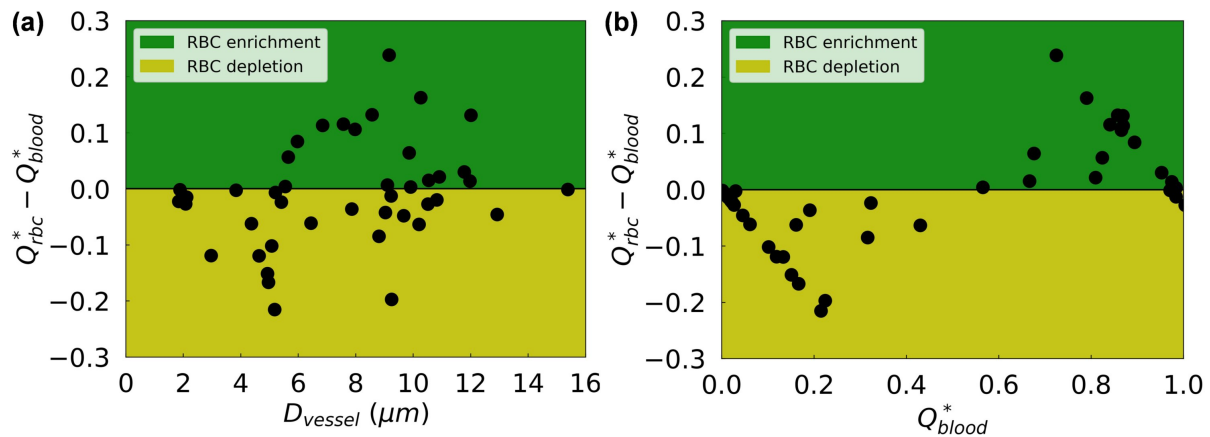 (a)
0.3
0.2
0.1
0.0
−0.1
−0.2
−0.3
Q*rbc − Q*blood
RBC enrichment
RBC depletion
0 2 4 6 8 10 12 14 16
Dvessel (μm)
(b)
0.3
0.2
0.1
0.0
−0.1
−0.2
−0.3
Q*rbc − Q*blood
RBC enrichment
RBC depletion
0.0 0.2 0.4 0.6 0.8 1.0
Q*blood